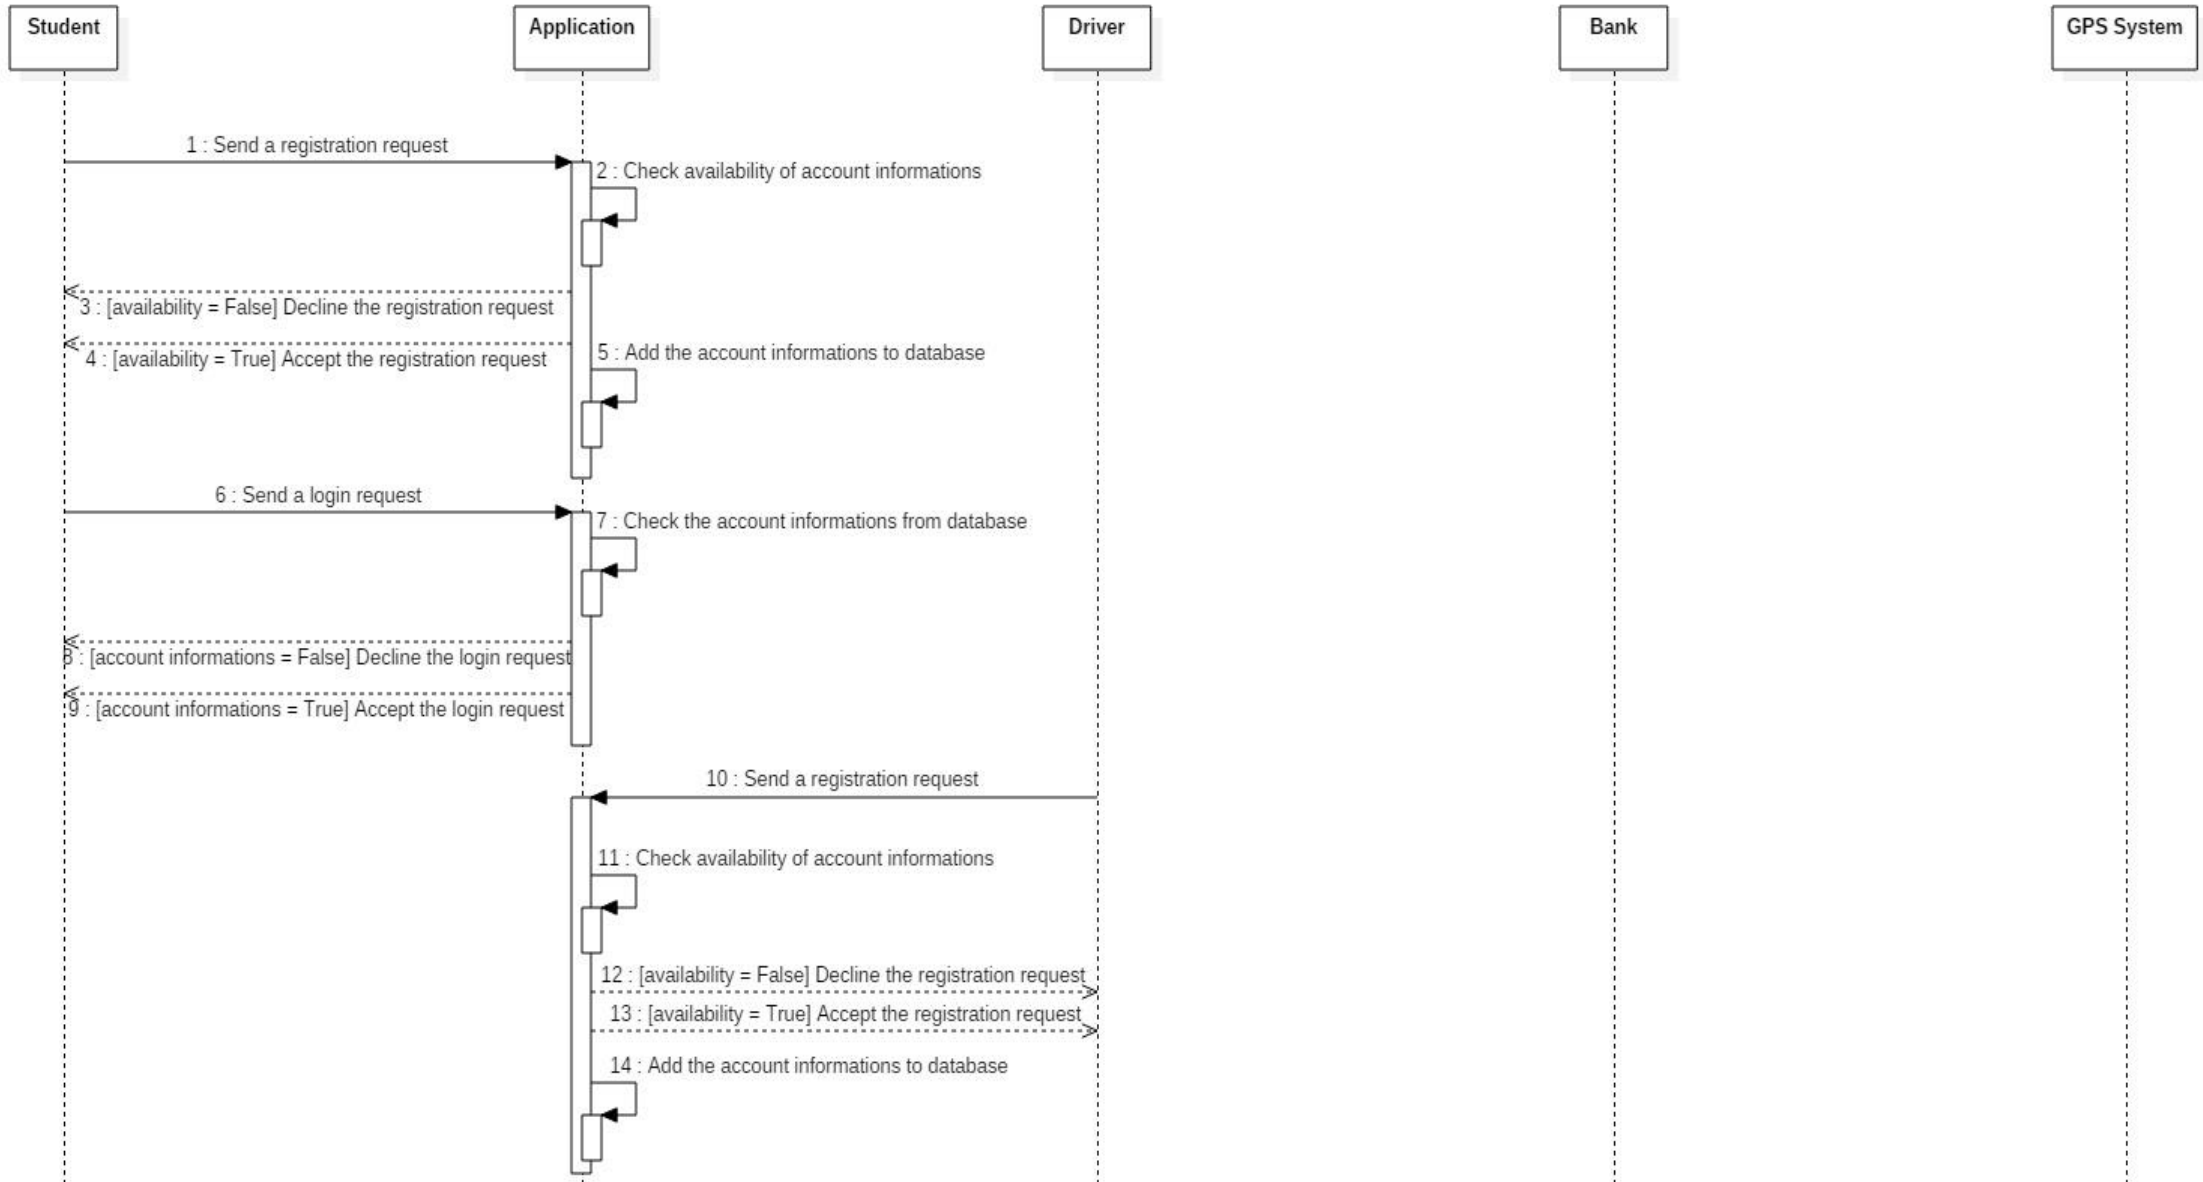 Student
Application
Driver
Bank
GPS System
1 : Send a registration request
2 : Check availability of account informations
3 : [availability = False] Decline the registration request
4 : [availability = True] Accept the registration request
5 : Add the account informations to database
6 : Send a login request
7 : Check the account informations from database
8 : [account informations = False] Decline the login request
9 : [account informations = True] Accept the login request
10 : Send a registration request
11 : Check availability of account informations
12 : [availability = False] Decline the registration request
13 : [availability = True] Accept the registration request
14 : Add the account informations to database